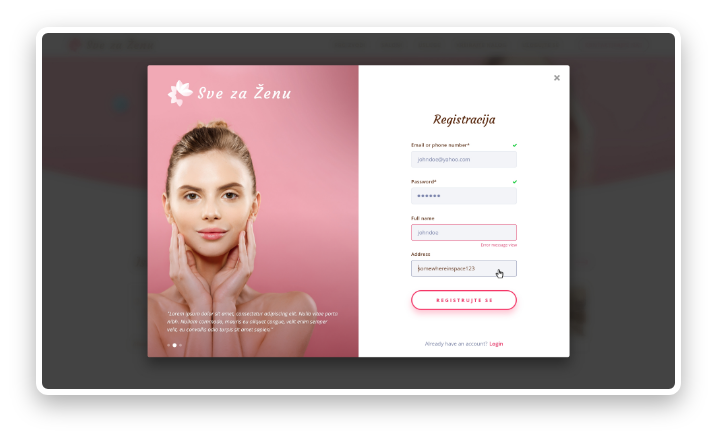 Sve za Ženu
"Lorem ipsum dolor sit amet, consectetur adipiscing elit. Nulla vitae porta
nibh. Nullam commodo, mauris eu aliquet congue, velit enim semper
velit, eu convallis odio turpis sit amet sapien."
Registracija
Email or phone number*
johndoe@yahoo.com
Password*
Full name
johndoo
Error message view
Address
somewhereinspace123
REGISTRUJTE SE
Already have an account? Login